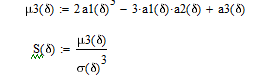 μ3(δ) := 2 a1(δ)³ − 3·a1(δ)·a2(δ) + a3(δ)
S(δ) := μ3(δ) / σ(δ)³